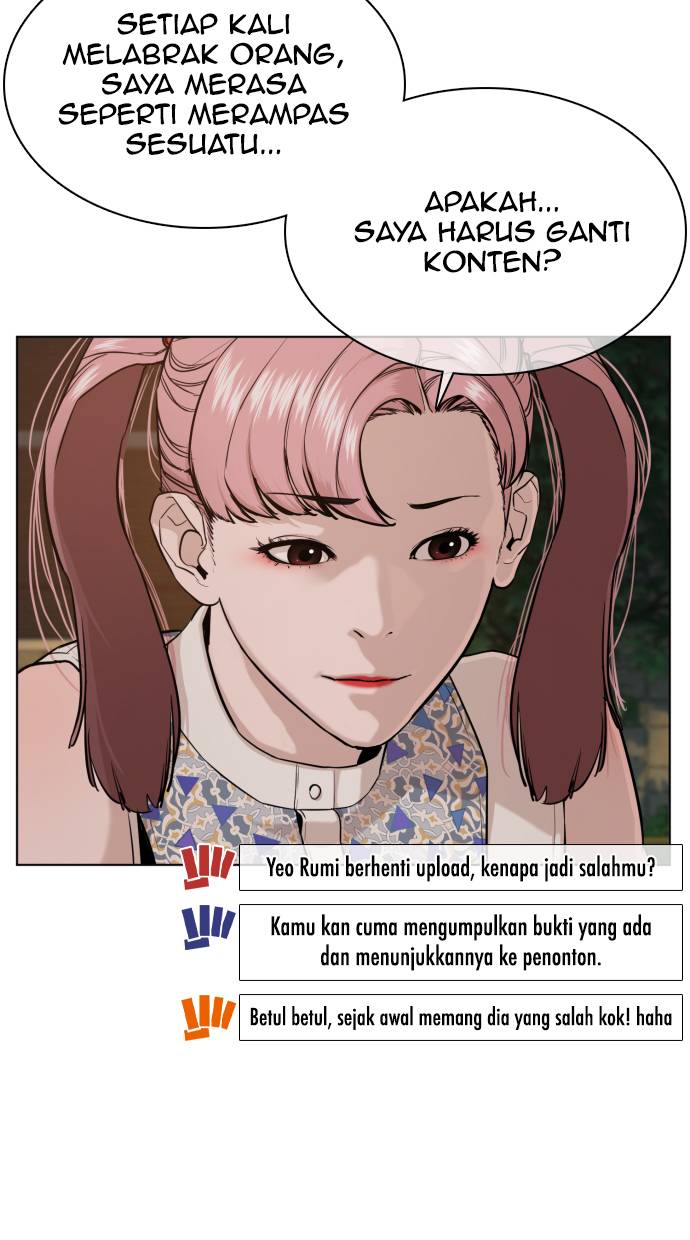 SETIAP KALI
MELABRAK ORANG,
SAYA MERASA
SEPERTI MERAMPAS
SESUATU...
APAKAH...
SAYA HARUS GANTI
KONTEN?
Yeo Rumi berhenti upload, kenapa jadi salahmu?
Kamu kan cuma mengumpulkan bukti yang ada
dan menunjukkannya ke penonton.
Betul betul, sejak awal memang dia yang salah kok! haha